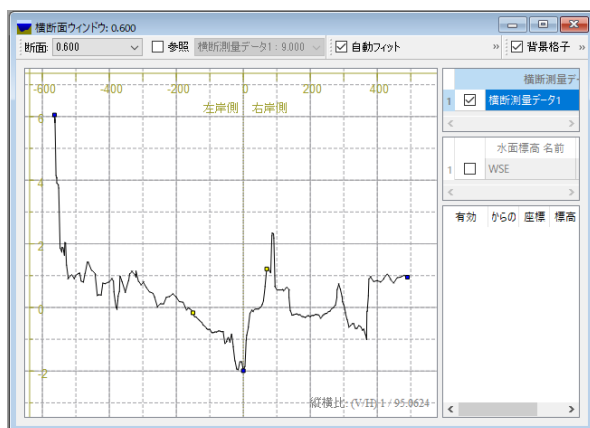 横断面ウィンドウ: 0.600
断面: 0.600 参照 横断測量データ1: 9.000 自動フィット » 背景格子 »
-600 -400 -200 0 200 400
左岸側 右岸側
6
4
2
0
-2
縦横比: (V/H) 1 / 95.0624
横断測量デー
1 横断測量データ1
< >
水面標高 名前
1 WSE
< >
有効 からの 座標 標高
< >